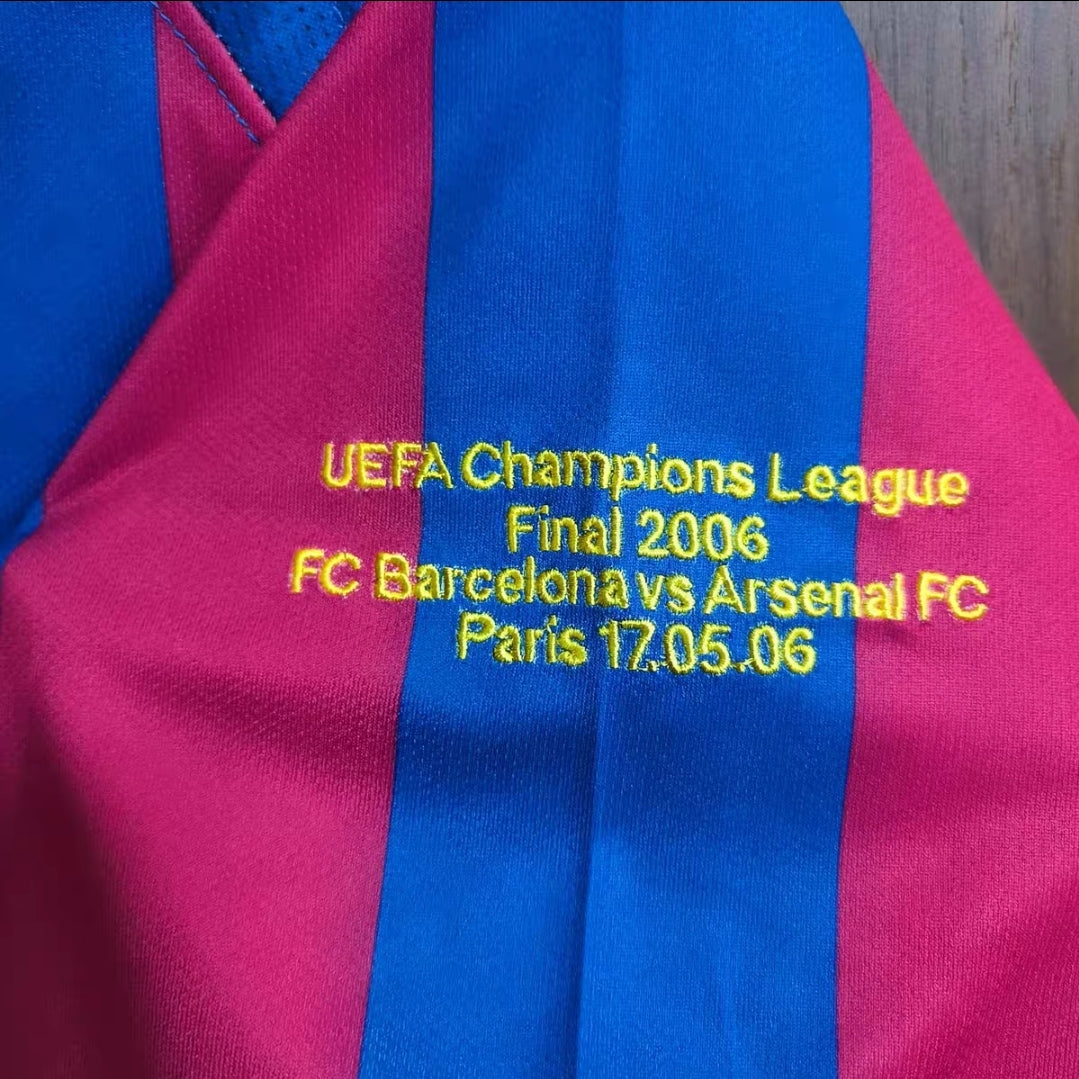 UEFA Champions League
Final 2006
FC Barcelona vs Arsenal FC
Paris 17.05.06